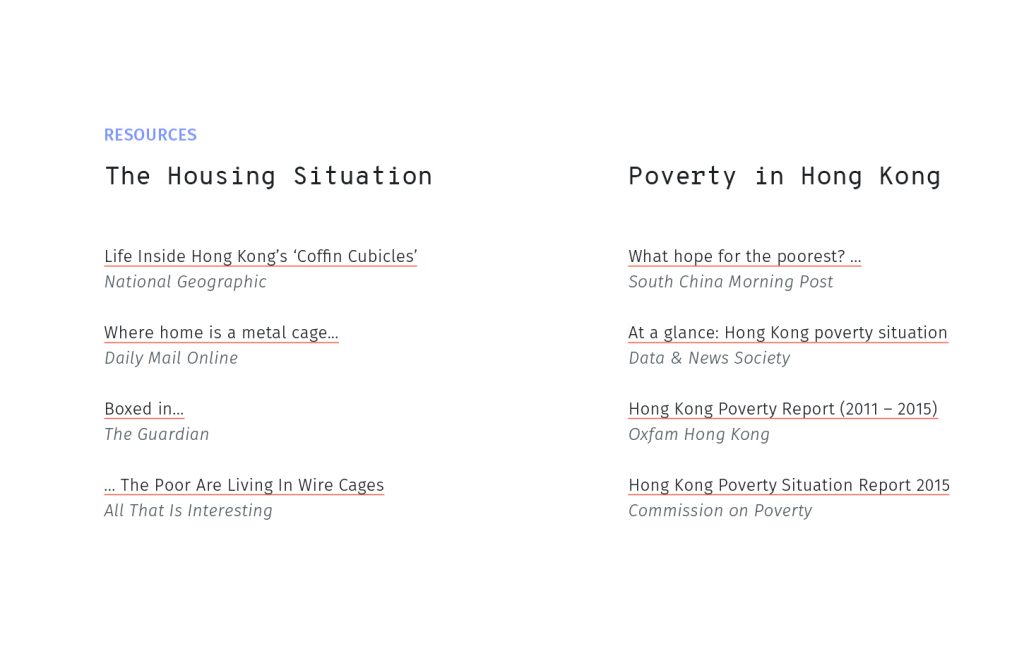 RESOURCES
The Housing Situation
Life Inside Hong Kong’s ‘Coffin Cubicles’
National Geographic
Where home is a metal cage...
Daily Mail Online
Boxed in...
The Guardian
... The Poor Are Living In Wire Cages
All That Is Interesting
Poverty in Hong Kong
What hope for the poorest? ...
South China Morning Post
At a glance: Hong Kong poverty situation
Data & News Society
Hong Kong Poverty Report (2011 – 2015)
Oxfam Hong Kong
Hong Kong Poverty Situation Report 2015
Commission on Poverty